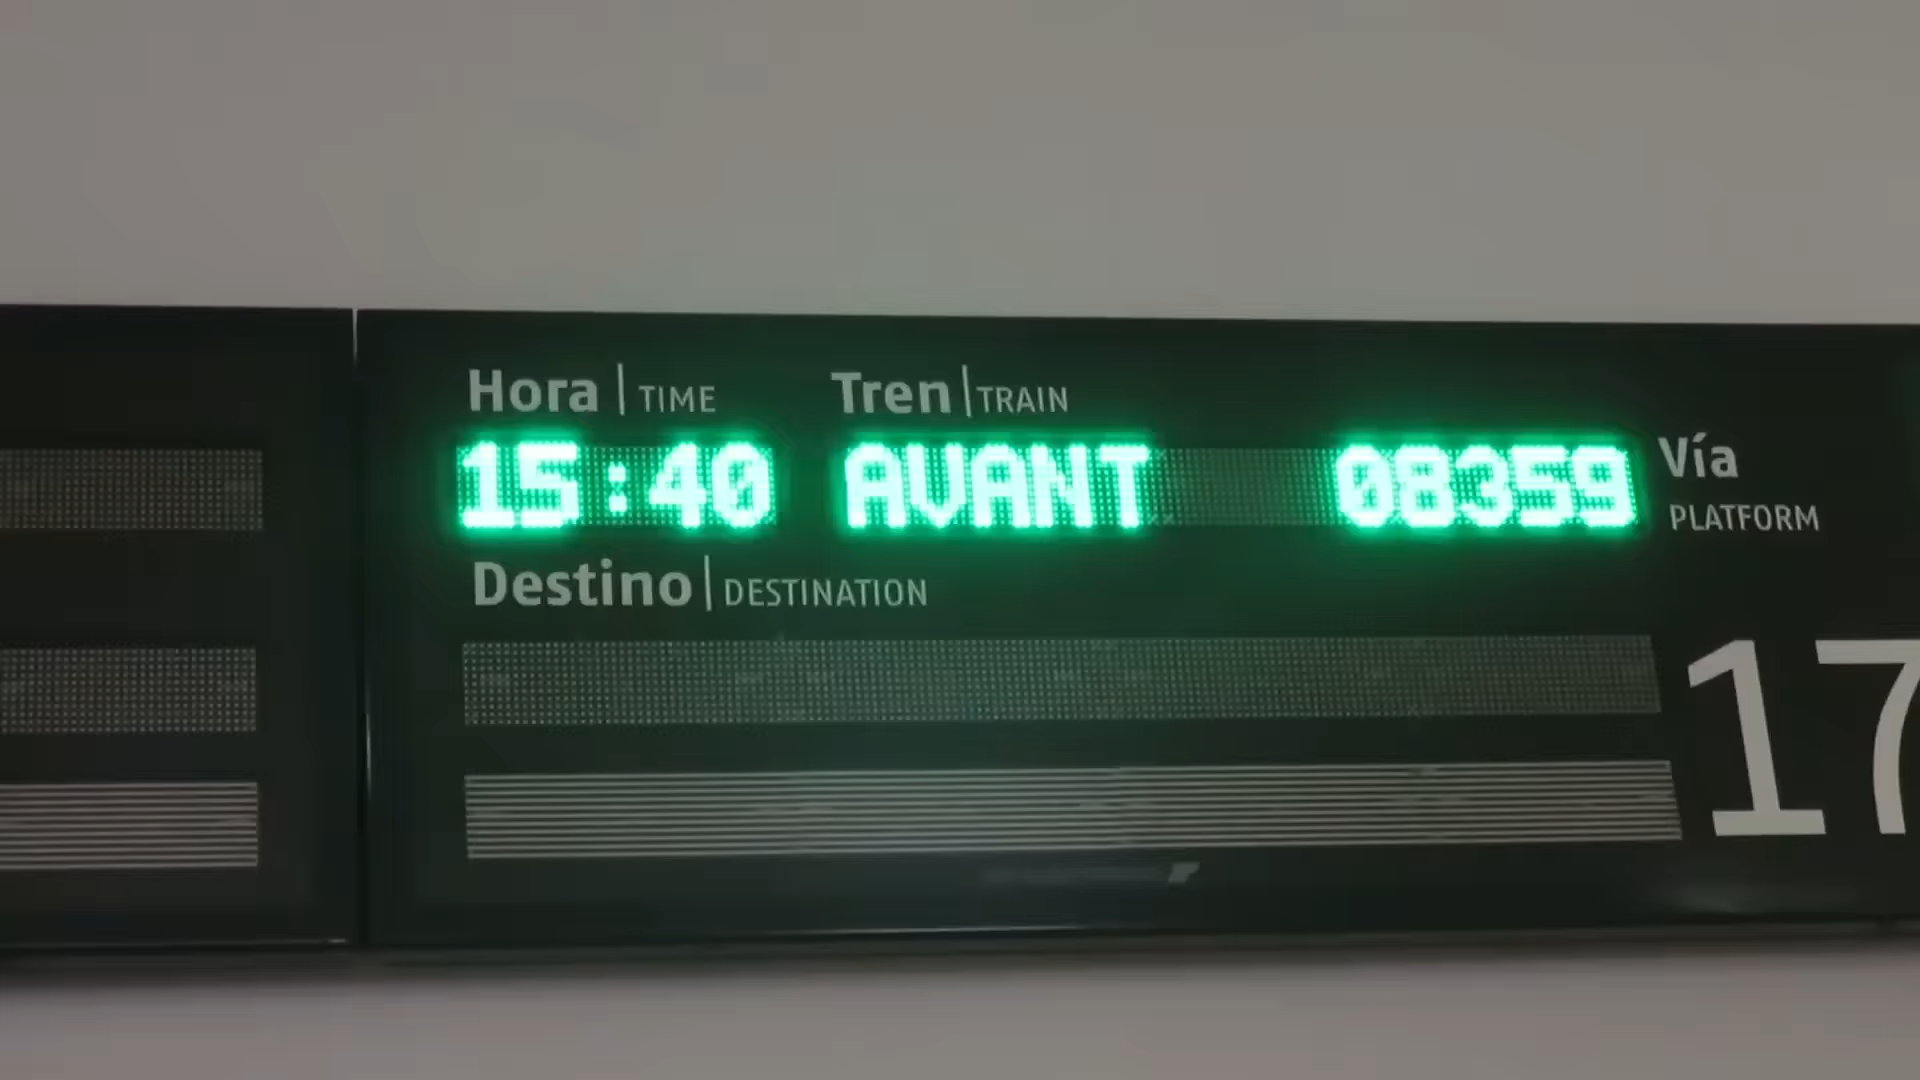 Hora | TIME Tren | TRAIN
15:40 AVANT 08359 Vía
PLATFORM
Destino | DESTINATION
17